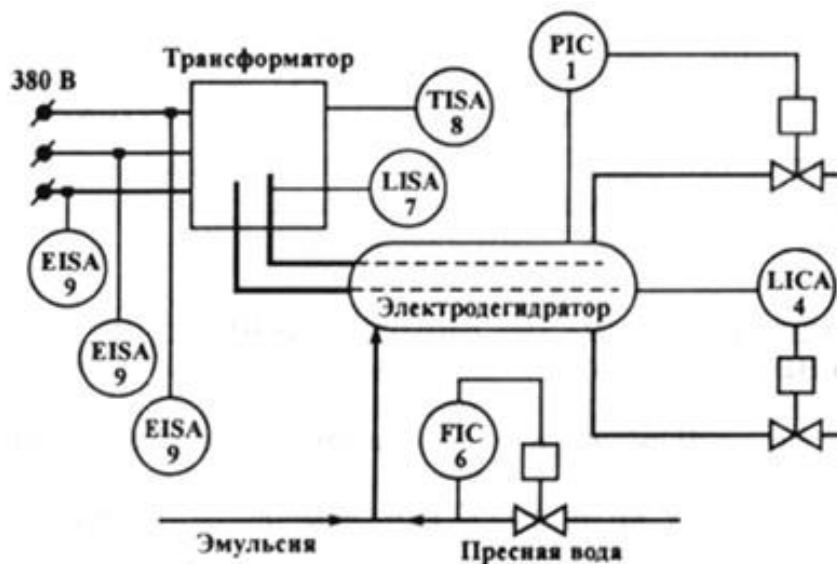 Трансформатор
380 В
PIC
1
TISA
8
LISA
7
EISA
9
Электродегидратор
LICA
4
EISA
9
EISA
9
FIC
6
Эмульсия
Пресная вода